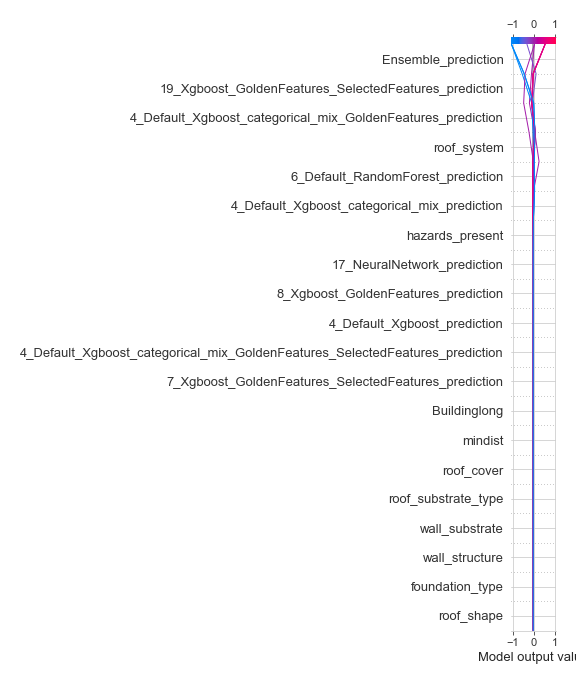 −1 0 1
Ensemble_prediction
19_Xgboost_GoldenFeatures_SelectedFeatures_prediction
4_Default_Xgboost_categorical_mix_GoldenFeatures_prediction
roof_system
6_Default_RandomForest_prediction
4_Default_Xgboost_categorical_mix_prediction
hazards_present
17_NeuralNetwork_prediction
8_Xgboost_GoldenFeatures_prediction
4_Default_Xgboost_prediction
4_Default_Xgboost_categorical_mix_GoldenFeatures_SelectedFeatures_prediction
7_Xgboost_GoldenFeatures_SelectedFeatures_prediction
Buildinglong
mindist
roof_cover
roof_substrate_type
wall_substrate
wall_structure
foundation_type
roof_shape
−1 0 1
Model output valu